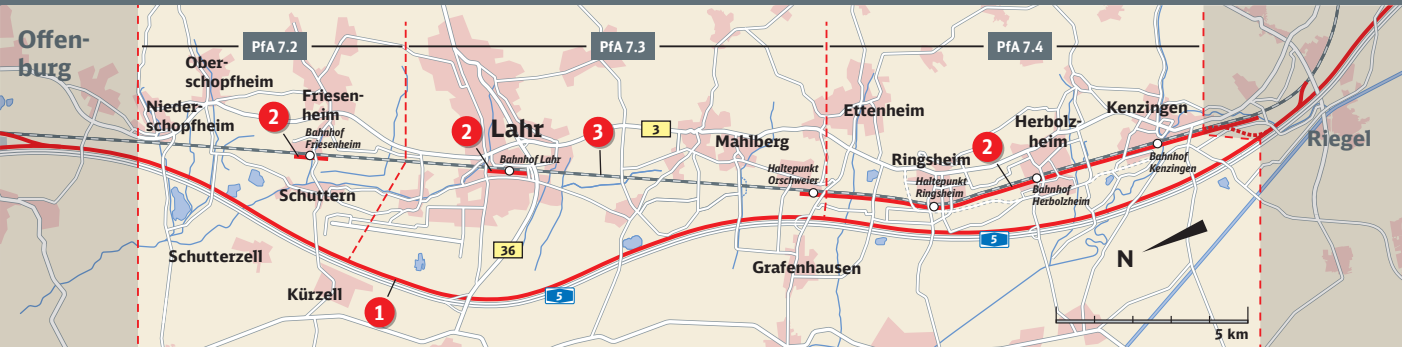 Offen-
burg
PfA 7.2
PfA 7.3
PfA 7.4
Ober-
schopfheim
Nieder-
schopfheim
Friesen-
heim
2
Bahnhof
Friesenheim
Schuttern
Schutterzell
Kürzell
1
2
Lahr
Bahnhof Lahr
3
3
36
5
Mahlberg
Haltepunkt
Orschweier
Grafenhausen
Ettenheim
Ringsheim
Haltepunkt
Ringsheim
2
Herbolz-
heim
Bahnhof
Herbolzheim
Kenzingen
Bahnhof
Kenzingen
5
Riegel
N
5 km